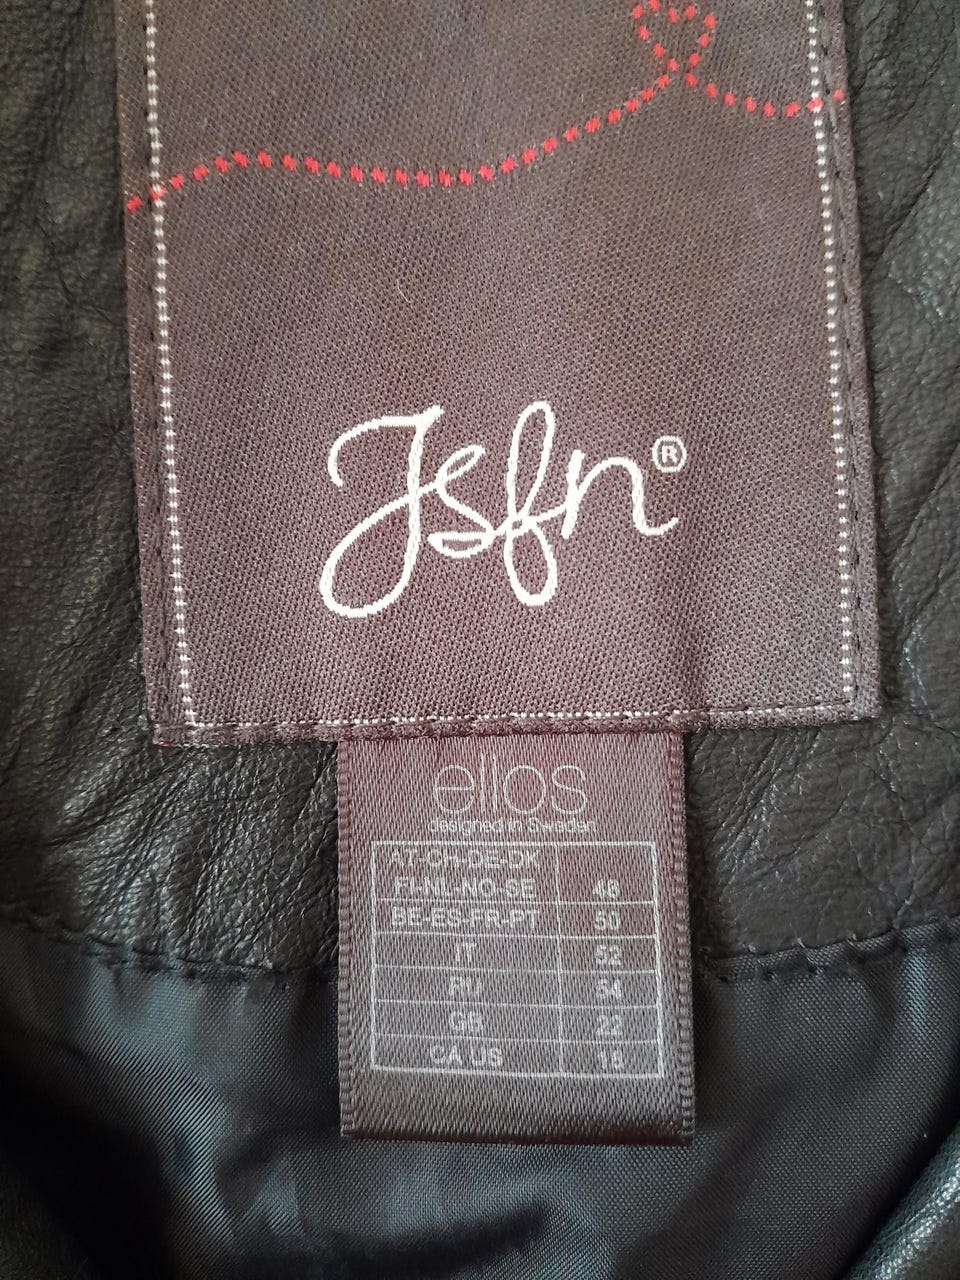 Jsfn®
ellos
designed in Sweden
AT-CH-DE-DK
FI-NL-NO-SE 48
BE-ES-FR-PT 50
IT 52
RU 54
GB 22
CA US 18